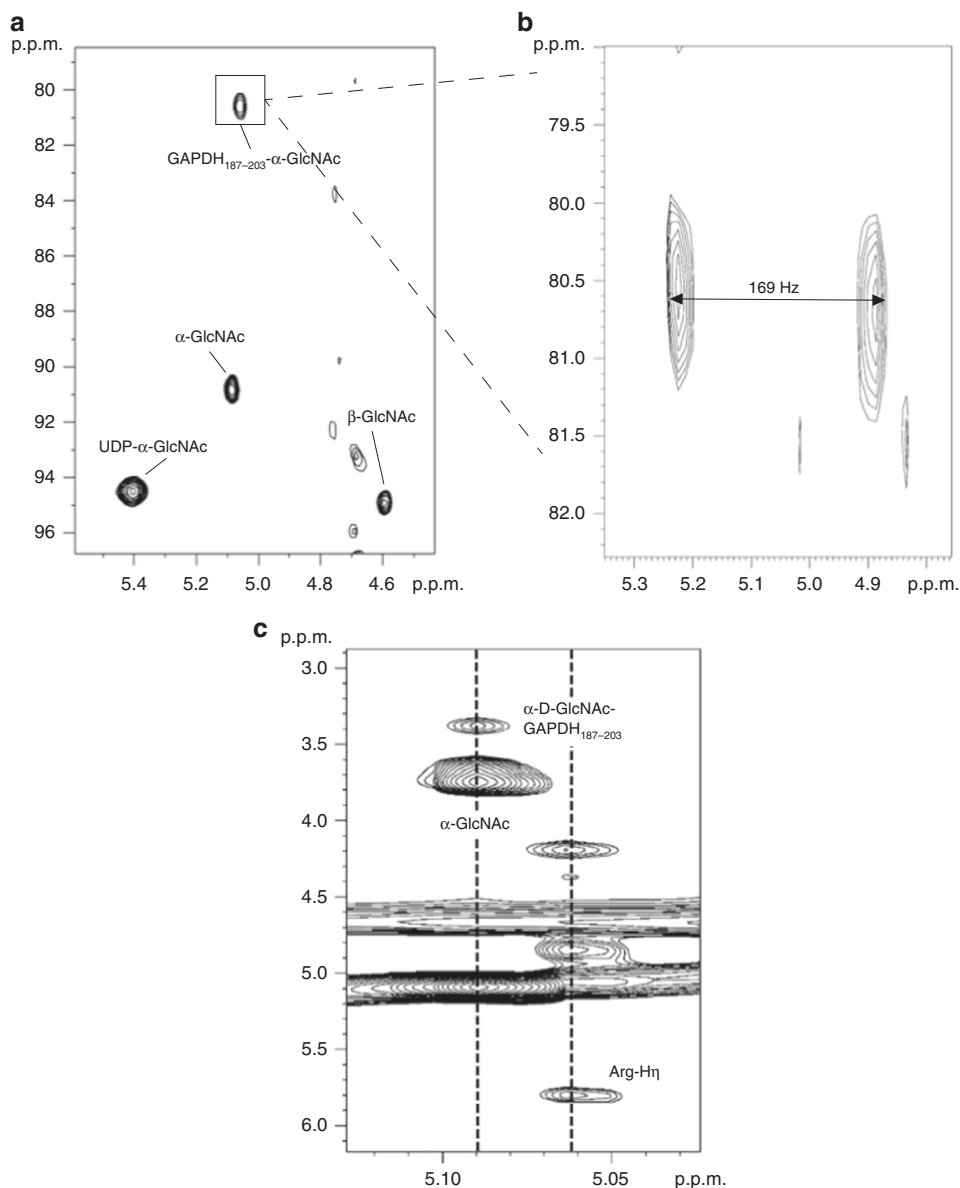 a
p.p.m.
80
82
84
86
88
90
92
94
96
GAPDH187–203-α-GlcNAc
α-GlcNAc
β-GlcNAc
UDP-α-GlcNAc
5.4 5.2 5.0 4.8 4.6 p.p.m.
b
p.p.m.
79.5
80.0
80.5
81.0
81.5
82.0
169 Hz
5.3 5.2 5.1 5.0 4.9 p.p.m.
c
p.p.m.
3.0
3.5
4.0
4.5
5.0
5.5
6.0
α-D-GlcNAc-
GAPDH187–203
α-GlcNAc
Arg-Hη
5.10 5.05 p.p.m.